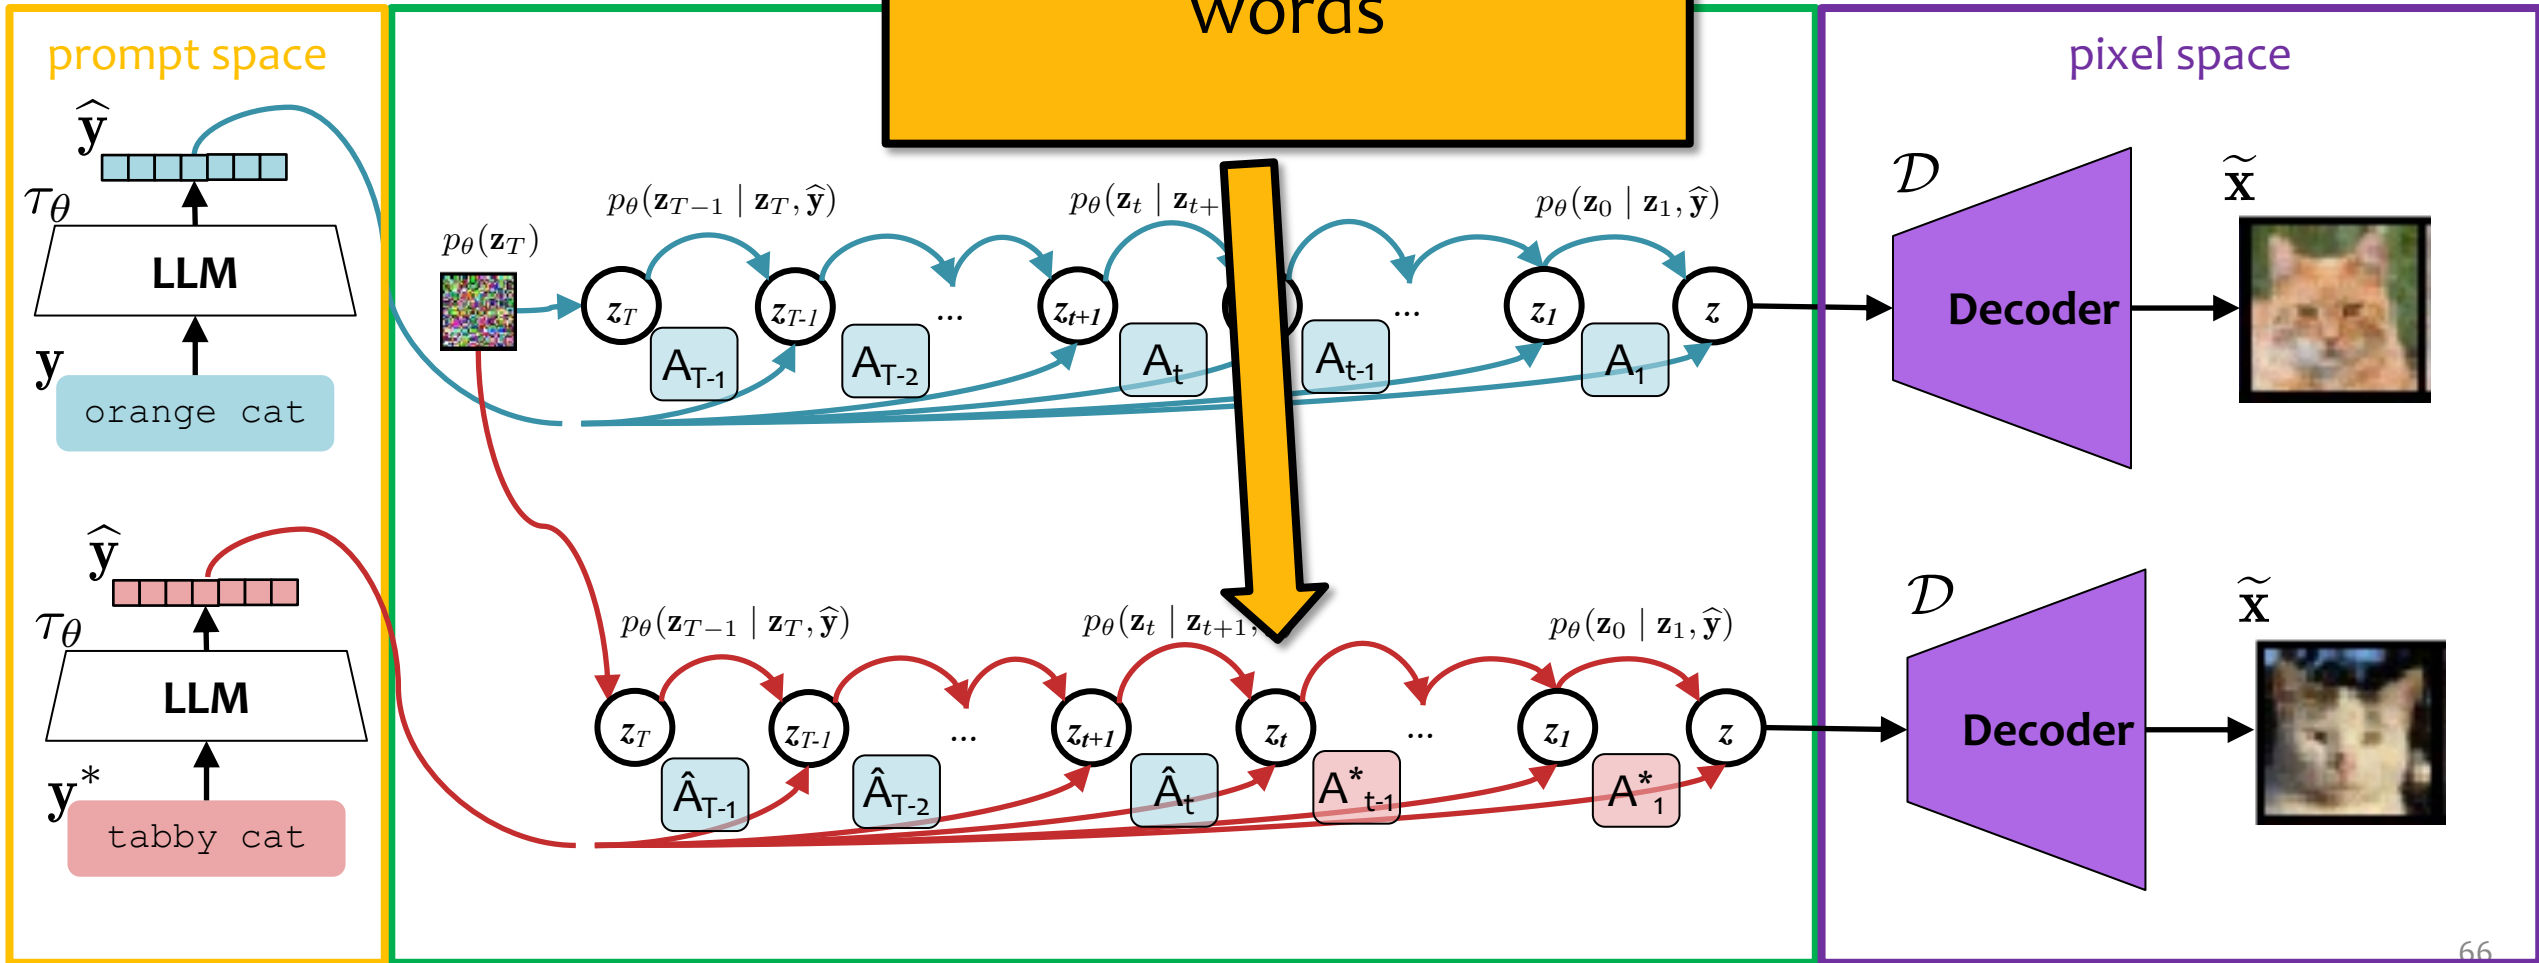 words
prompt space
pixel space
ŷ
τθ
LLM
y
orange cat
pθ(zT)
pθ(zT−1 | zT, ŷ)
pθ(zt | zt+
pθ(z0 | z1, ŷ)
zT
zT-1
...
zt+1
...
z1
z
AT-1
AT-2
At
At-1
A1
D
Decoder
x̃
ŷ
τθ
LLM
y*
tabby cat
pθ(zT−1 | zT, ŷ)
pθ(zt | zt+1,
pθ(z0 | z1, ŷ)
zT
zT-1
...
zt+1
zt
...
z1
z
ÂT-1
ÂT-2
Ât
A*t-1
A*1
D
Decoder
x̃
66